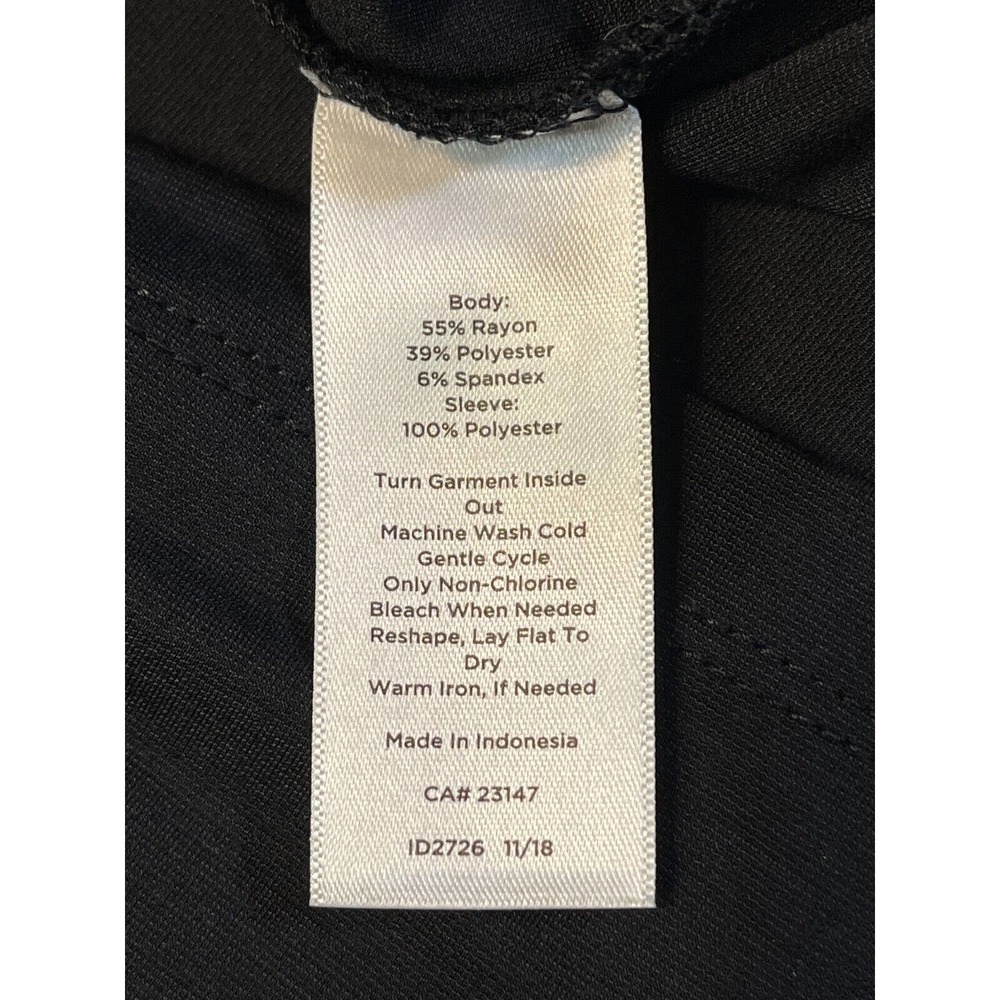 Body:
55% Rayon
39% Polyester
6% Spandex
Sleeve:
100% Polyester
Turn Garment Inside
Out
Machine Wash Cold
Gentle Cycle
Only Non-Chlorine
Bleach When Needed
Reshape, Lay Flat To
Dry
Warm Iron, If Needed
Made In Indonesia
CA# 23147
ID2726 11/18